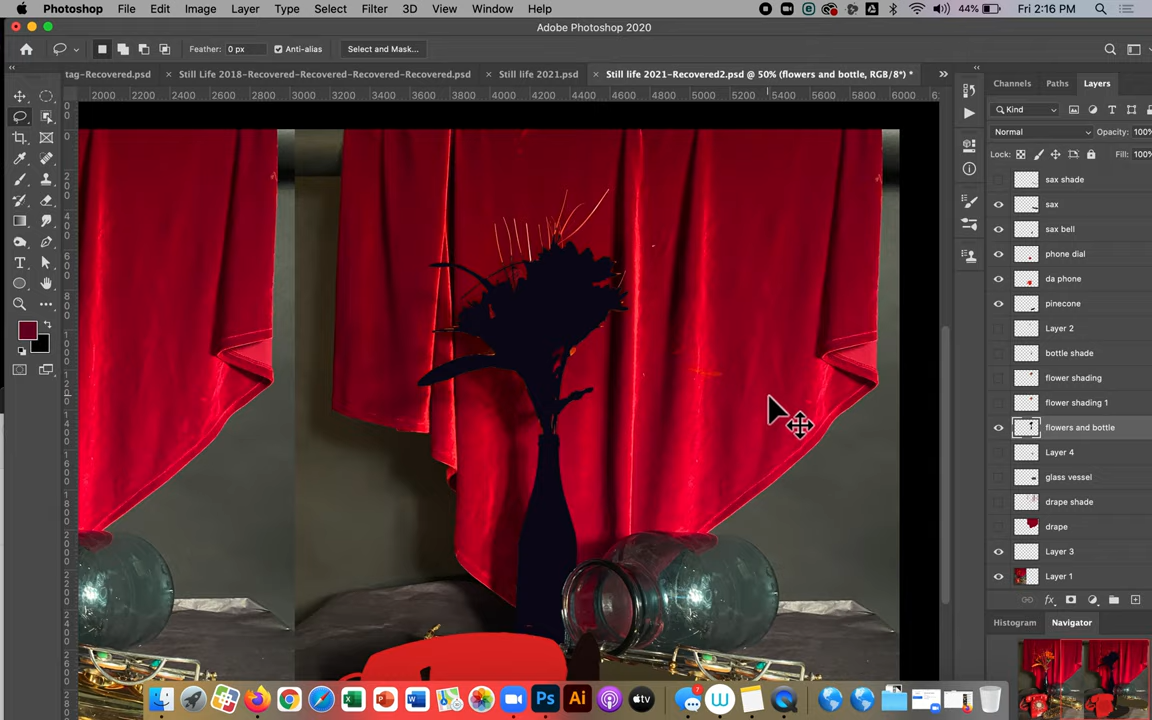 Photoshop File Edit Image Layer Type Select Filter 3D View Window Help 44% Fri 2:16 PM
Adobe Photoshop 2020
Feather: 0 px Anti-alias Select and Mask...
tag-Recovered.psd × Still Life 2018-Recovered-Recovered-Recovered-Recovered.psd × Still life 2021.psd × Still life 2021-Recovered2.psd @ 50% (flowers and bottle, RGB/8*) *
2000 2200 2400 2600 2800 3000 3200 3400 3600 3800 4000 4200 4400 4600 4800 5000 5200 5400 5600 5800 6000
Channels Paths Layers
Kind
Normal Opacity: 100%
Lock: Fill: 100%
sax shade
sax
sax bell
phone dial
da phone
pinecone
Layer 2
bottle shade
flower shading
flower shading 1
flowers and bottle
Layer 4
glass vessel
drape shade
drape
Layer 3
Layer 1
fx
Histogram Navigator